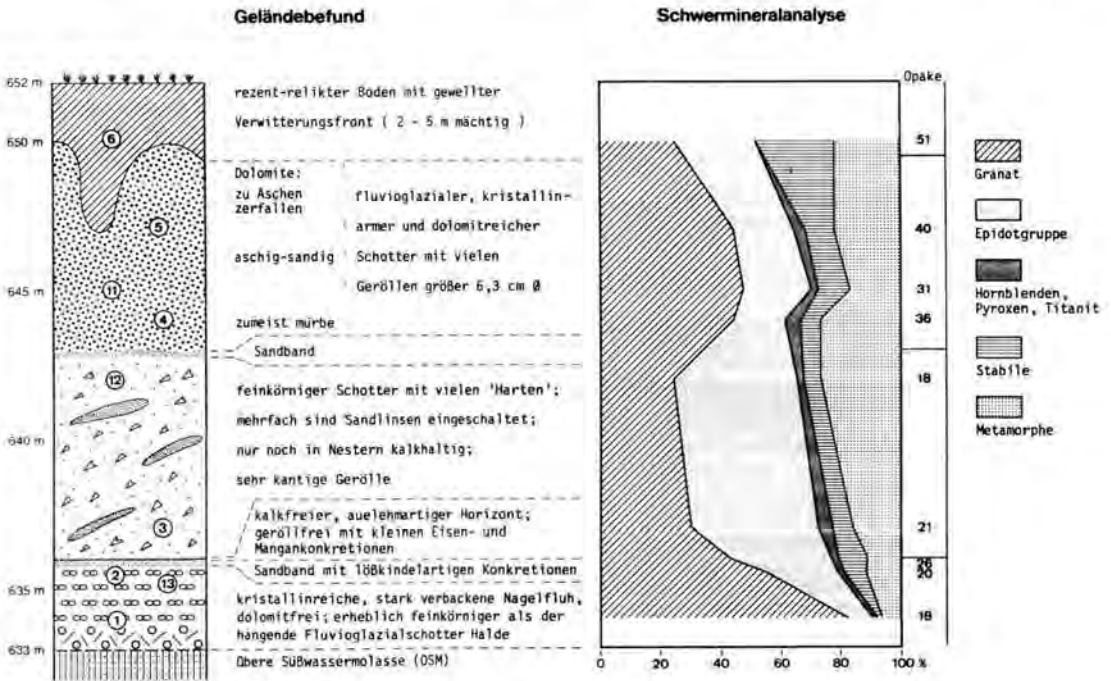 Geländebefund
Schwermineralanalyse
652 m
650 m
645 m
640 m
635 m
633 m
6
5
11
4
12
3
2
13
1
rezent-relikter Boden mit gewellter
Verwitterungsfront ( 2 - 5 m mächtig )
Dolomite:
zu Aschen
zerfallen
fluvioglazialer, kristallin-
armer und dolomitreicher
aschig-sandig
Schotter mit vielen
Geröllen größer 6,3 cm Ø
zumeist mürbe
Sandband
feinkörniger Schotter mit vielen 'Harten';
mehrfach sind Sandlinsen eingeschaltet;
nur noch in Nestern kalkhaltig;
sehr kantige Gerölle
kalkfreier, auelehmartiger Horizont;
geröllfrei mit kleinen Eisen- und
Mangankonkretionen
Sandband mit lößkindelartigen Konkretionen
kristallinreiche, stark verbackene Nagelfluh,
dolomitfrei; erheblich feinkörniger als der
hangende Fluvioglazialschotter Halde
Obere Süßwassermolasse (OSM)
Opake
51
40
31
36
18
21
26
20
18
0
20
40
60
80
100 %
Granat
Epidotgruppe
Hornblenden,
Pyroxen, Titanit
Stabile
Metamorphe